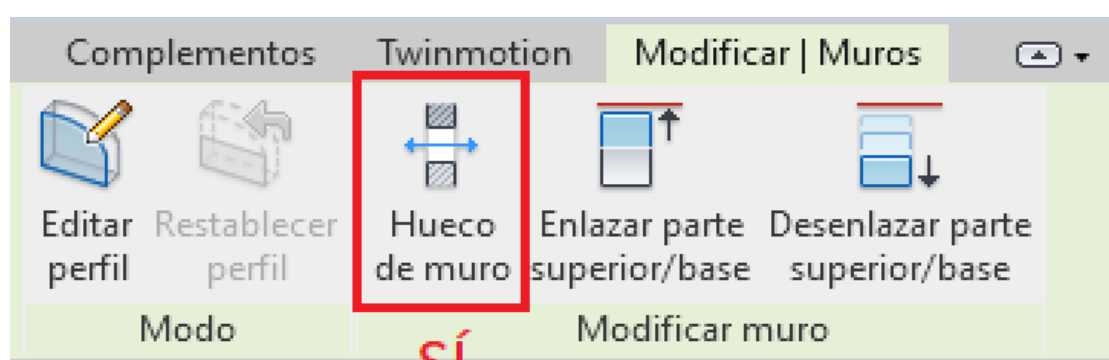 Complementos Twinmotion Modificar | Muros
Editar perfil
Restablecer perfil
Hueco de muro
Enlazar parte superior/base
Desenlazar parte superior/base
Modo
Modificar muro
SÍ